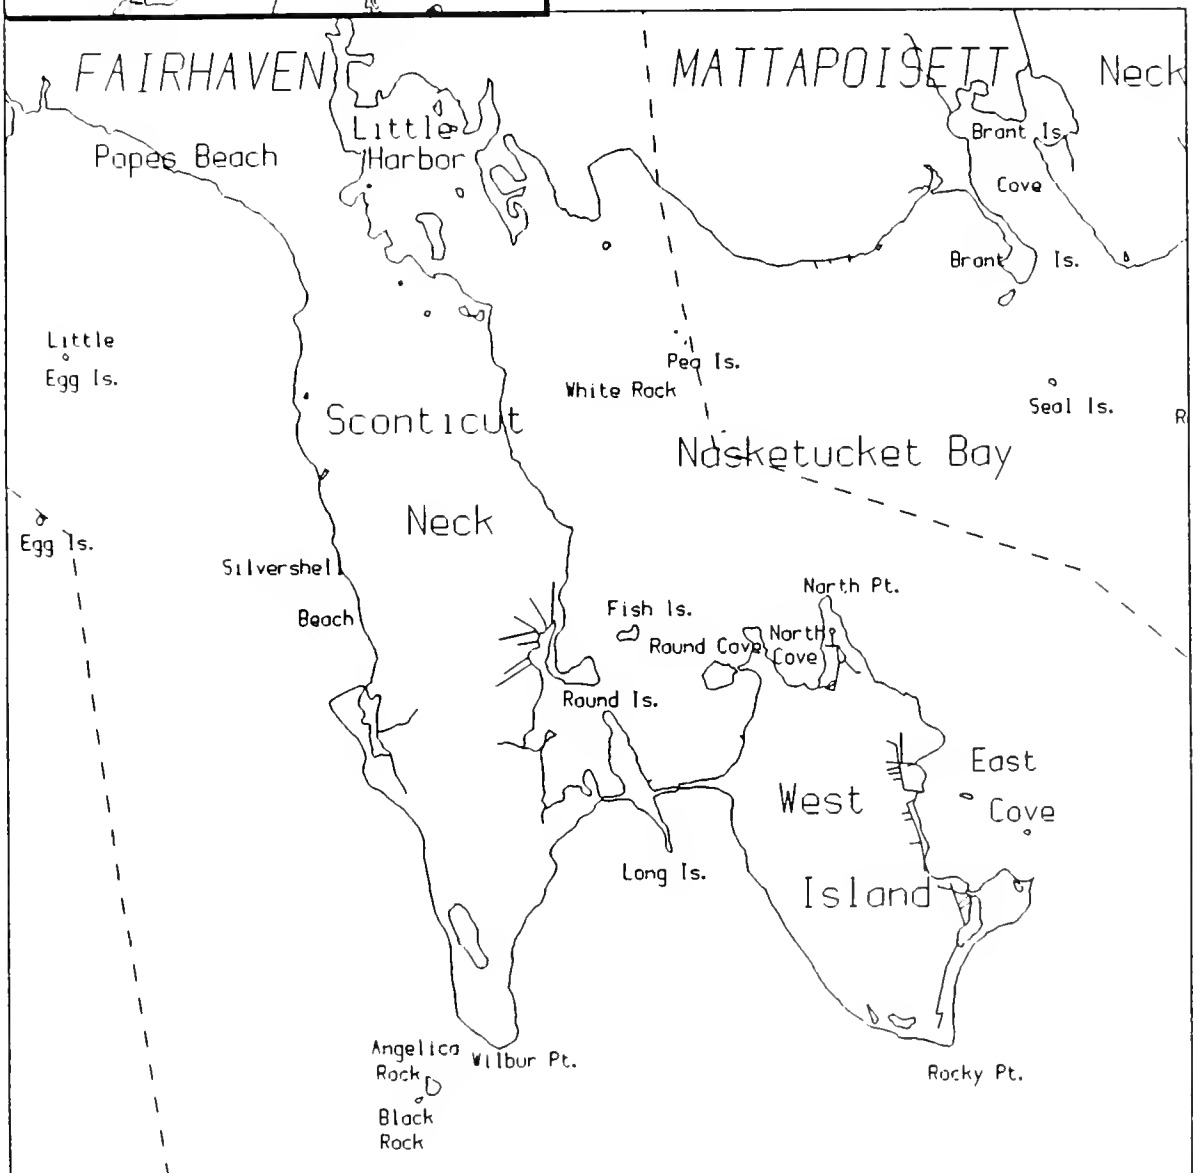 FAIRHAVEN
MATTAPOISETT
Neck
Little
Harbor
Brant Is.
Cove
Popes Beach
Brant Is.
Little
Egg Is.
Pea Is.
White Rock
Seal Is.
R
Sconticut
Neck
Nasketucket Bay
Egg Is.
Silvershell
Beach
North Pt.
Fish Is.
Round Cove
North
Cove
Round Is.
East
Cove
West
Island
Long Is.
Angelica
Rock
Wilbur Pt.
Black
Rock
Rocky Pt.